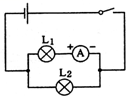 L₁ + A -
L₂